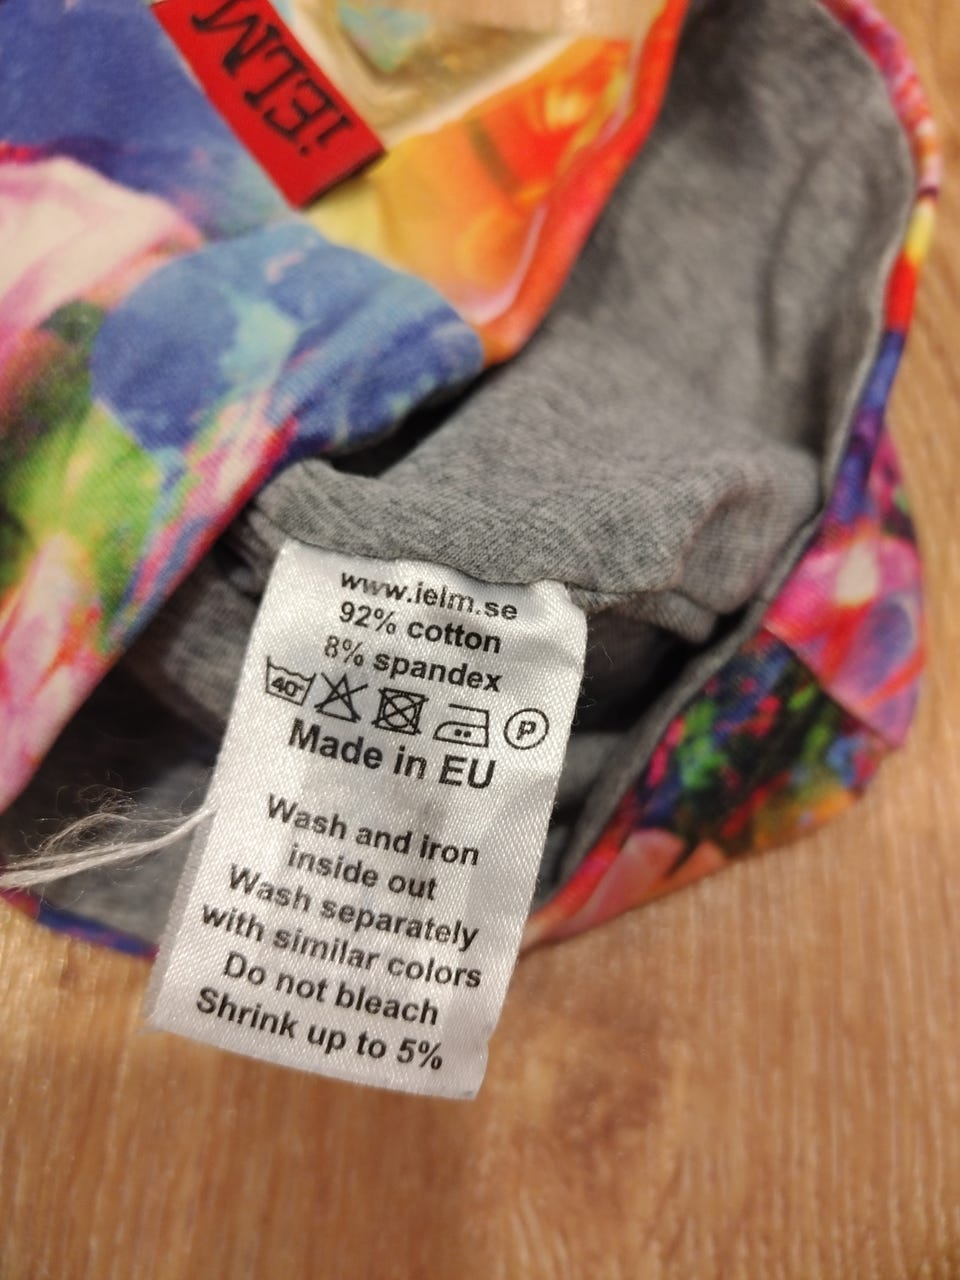 iELM
www.ielm.se
92% cotton
8% spandex
40°
P
Made in EU
Wash and iron
inside out
Wash separately
with similar colors
Do not bleach
Shrink up to 5%